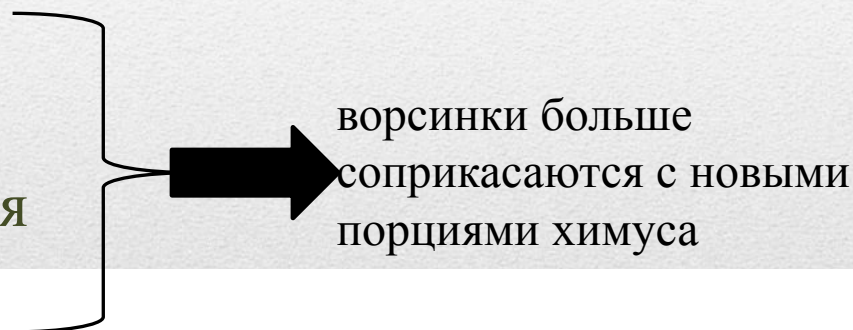 ворсинки больше
соприкасаются с новыми
я
порциями химуса